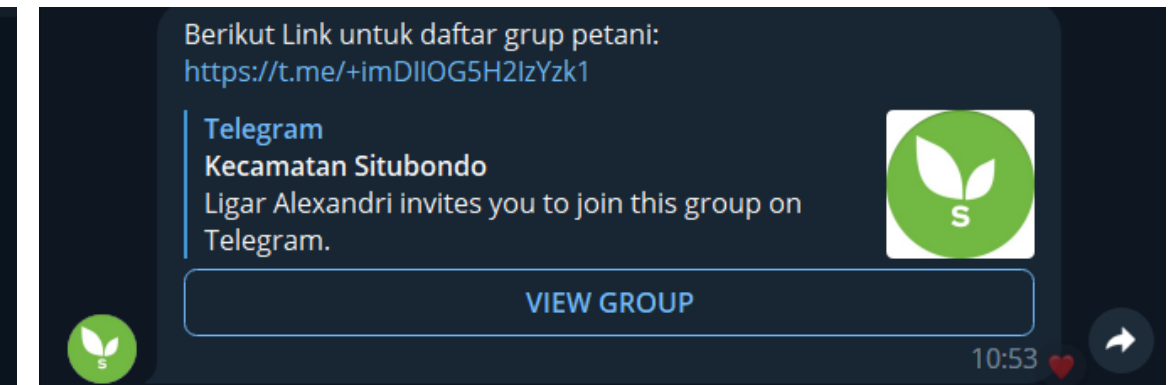 Berikut Link untuk daftar grup petani:
https://t.me/+imDIlOG5H2IzYzk1
Telegram
Kecamatan Situbondo
Ligar Alexandri invites you to join this group on
Telegram.
S
VIEW GROUP
S
10:53